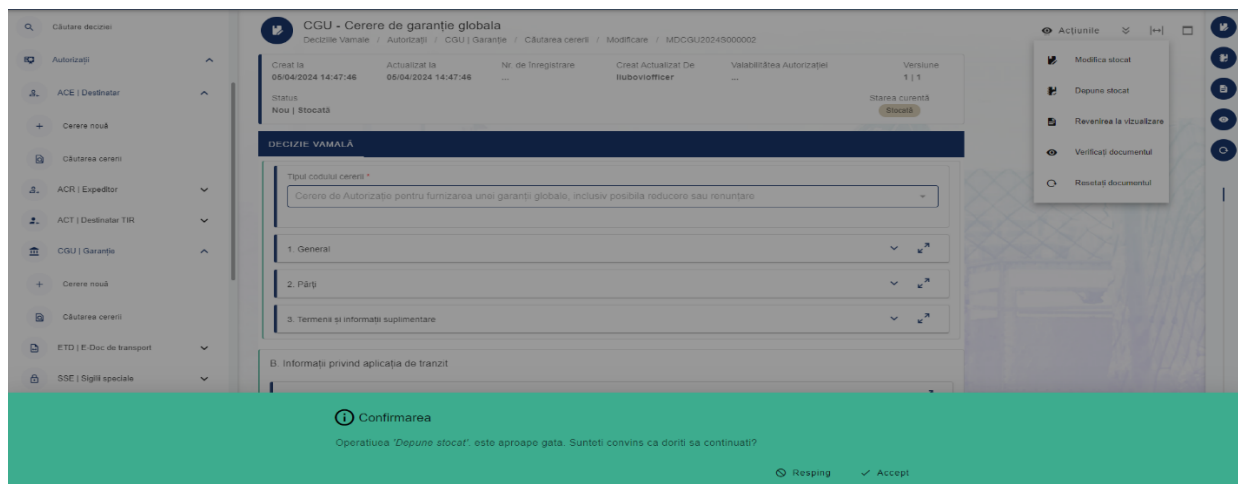 Căutare deciziei
Autorizații
ACE | Destinatar
Cerere nouă
Căutarea cererii
ACR | Expeditor
ACT | Destinatar TIR
CGU | Garanție
Cerere nouă
Căutarea cererii
ETD | E-Doc de transport
SSE | Sigilii speciale
CGU - Cerere de garanție globala
Deciziile Vamale / Autorizații / CGU | Garanție / Căutarea cererii / Modificare / MDCGU2024S000002
Acțiunile
Creat la Actualizat la Nr. de înregistrare Creat Actualizat De Valabilitatea Autorizației Versiune
05/04/2024 14:47:46 05/04/2024 14:47:46 ... liuboviofficer ... 1 | 1
Status Starea curentă
Nou | Stocată Stocată
DECIZIE VAMALĂ
Tipul codului cererii *
Cerere de Autorizație pentru furnizarea unei garanții globale, inclusiv posibila reducere sau renunțare
1. General
2. Părți
3. Termenii și informații suplimentare
B. Informații privind aplicația de tranzit
Modifica stocat
Depune stocat
Revenirea la vizualizare
Verificați documentul
Resetați documentul
Confirmarea
Operatiuea "Depune stocat". este aproape gata. Sunteti convins ca doriti sa continuati?
Resping Accept